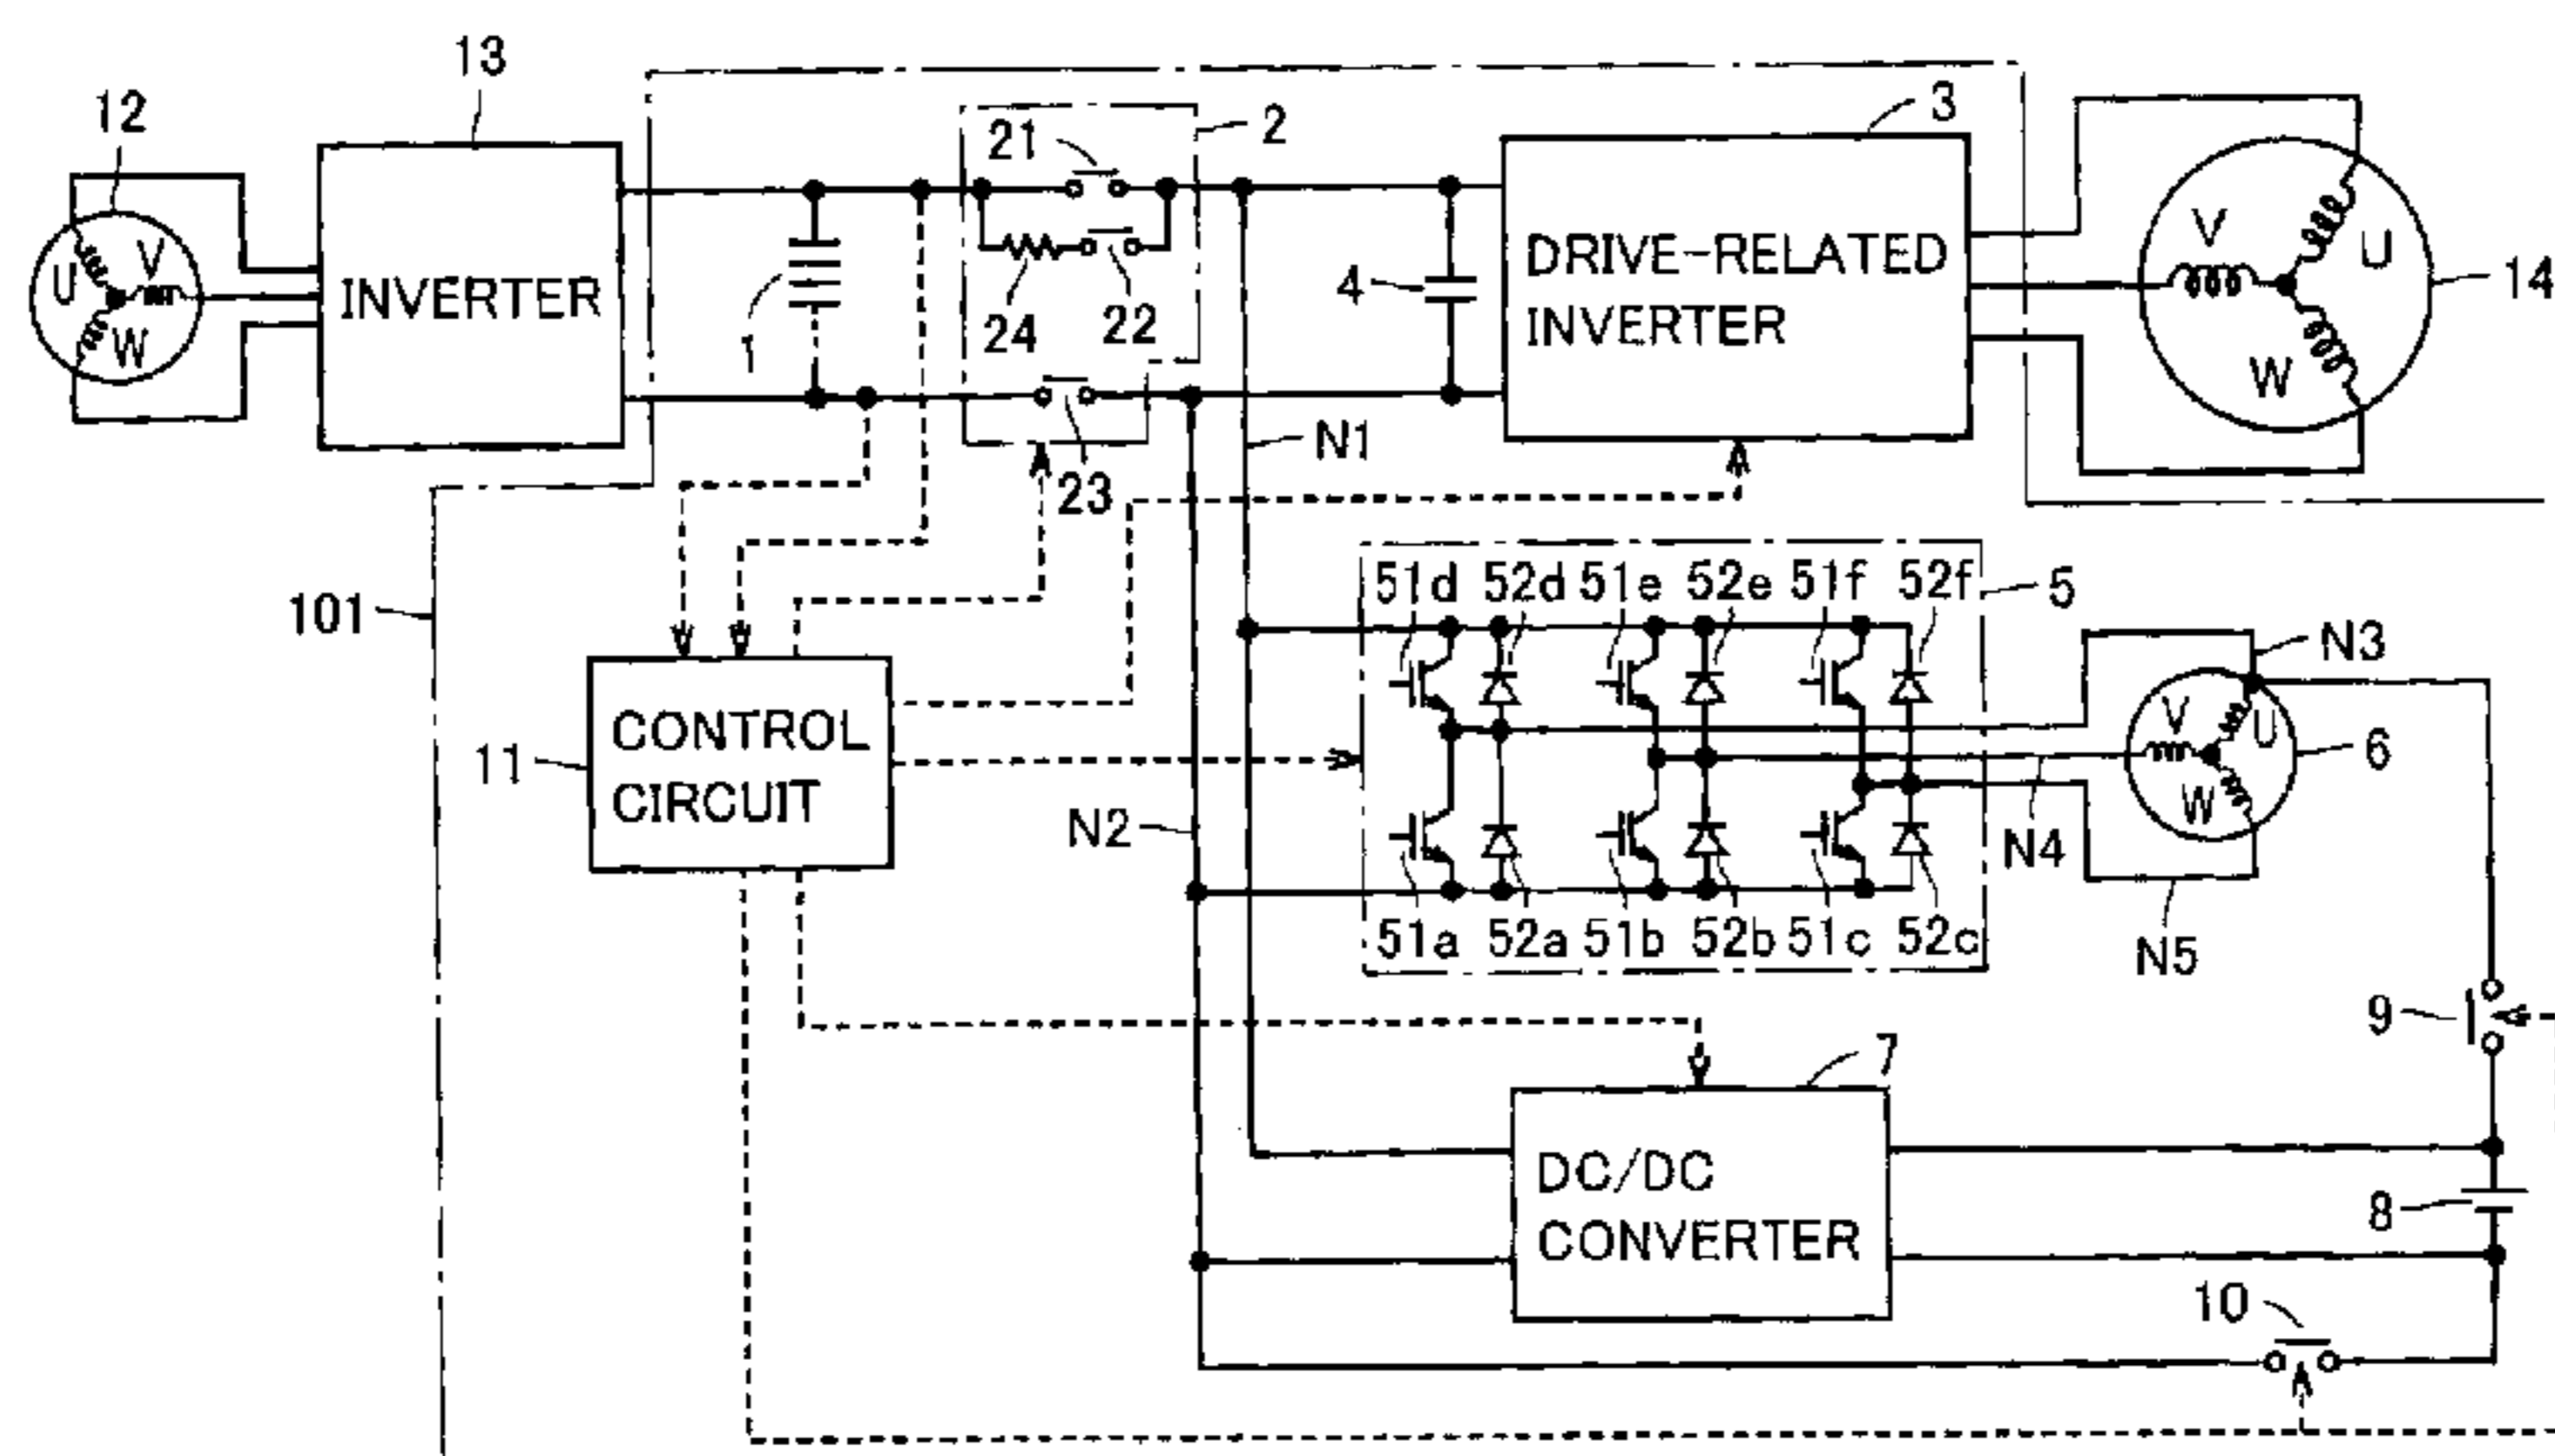 13
12
21
2
3
U
V
W
INVERTER
1
24
22
4
DRIVE-RELATED
INVERTER
V
U
W
14
N1
23
101
51d
52d
51e
52e
51f
52f
5
N3
11
CONTROL
CIRCUIT
V
U
W
6
N2
N4
51a
52a
51b
52b
51c
52c
N5
9
7
DC/DC
CONVERTER
8
10